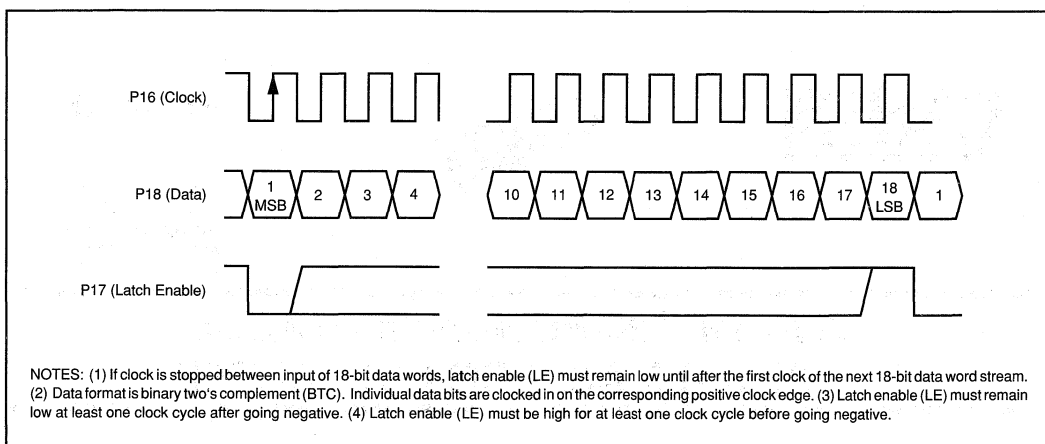 P16 (Clock)
P18 (Data)
1
MSB
2
3
4
10
11
12
13
14
15
16
17
18
LSB
1
P17 (Latch Enable)
NOTES: (1) If clock is stopped between input of 18-bit data words, latch enable (LE) must remain low until after the first clock of the next 18-bit data word stream.
(2) Data format is binary two's complement (BTC). Individual data bits are clocked in on the corresponding positive clock edge. (3) Latch enable (LE) must remain
low at least one clock cycle after going negative. (4) Latch enable (LE) must be high for at least one clock cycle before going negative.